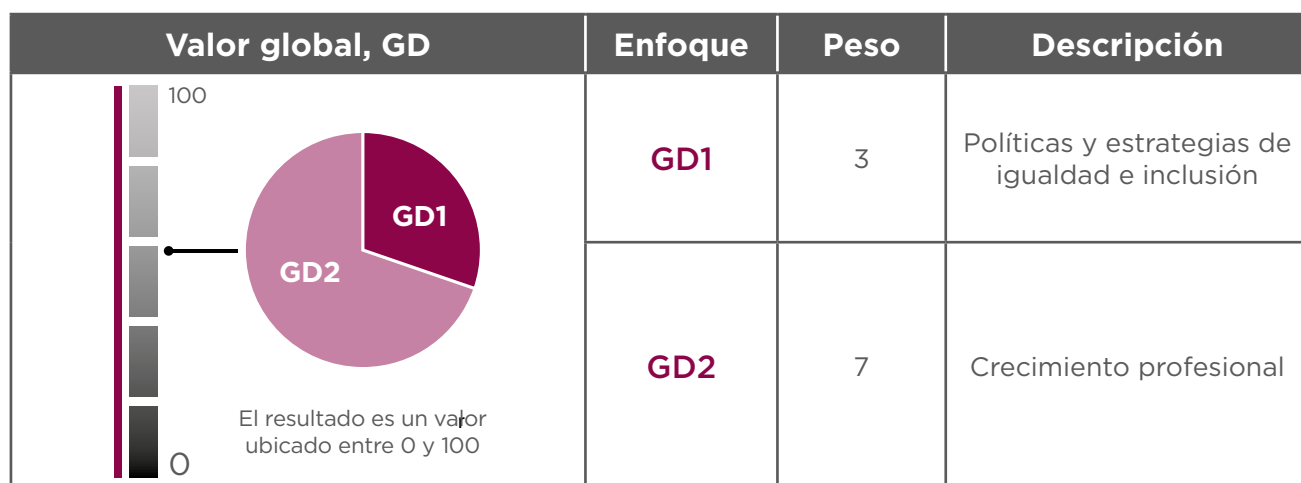 Valor global, GD
Enfoque
Peso
Descripción
100
0
GD1
GD2
El resultado es un valor
ubicado entre 0 y 100
GD1
3
Políticas y estrategias de
igualdad e inclusión
GD2
7
Crecimiento profesional